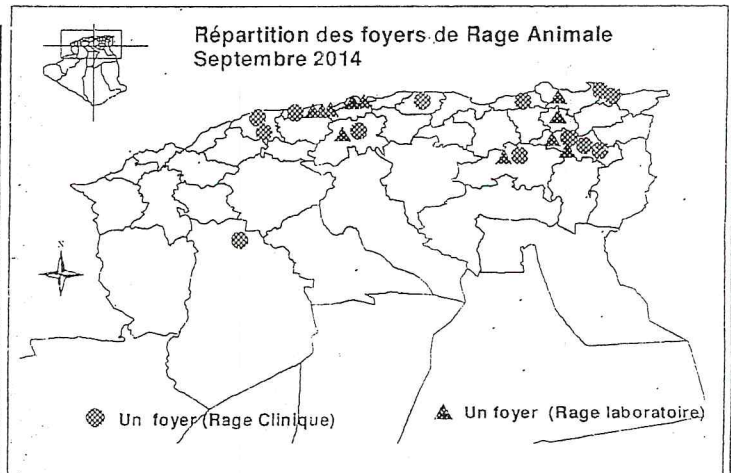 Répartition des foyers de Rage Animale
Septembre 2014
N
Un foyer (Rage Clinique)
Un foyer (Rage laboratoire)